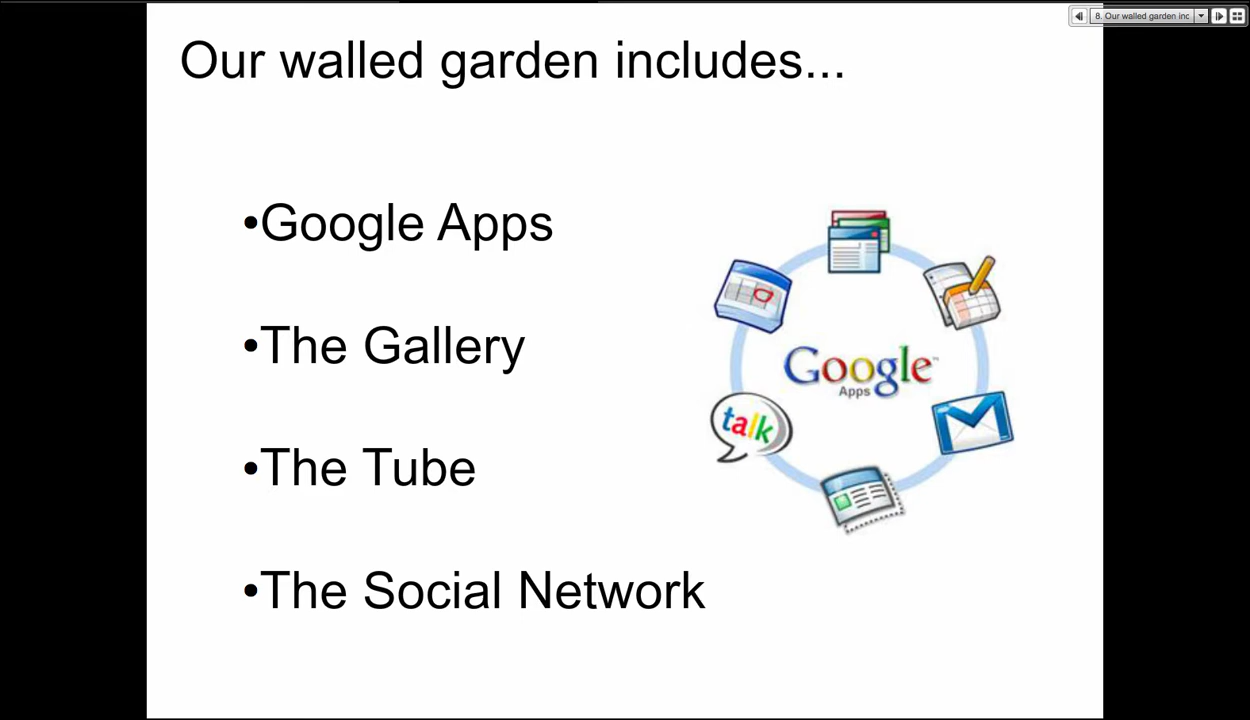 8. Our walled garden inc
Our walled garden includes...
•Google Apps
•The Gallery
•The Tube
•The Social Network
Google™
Apps
talk